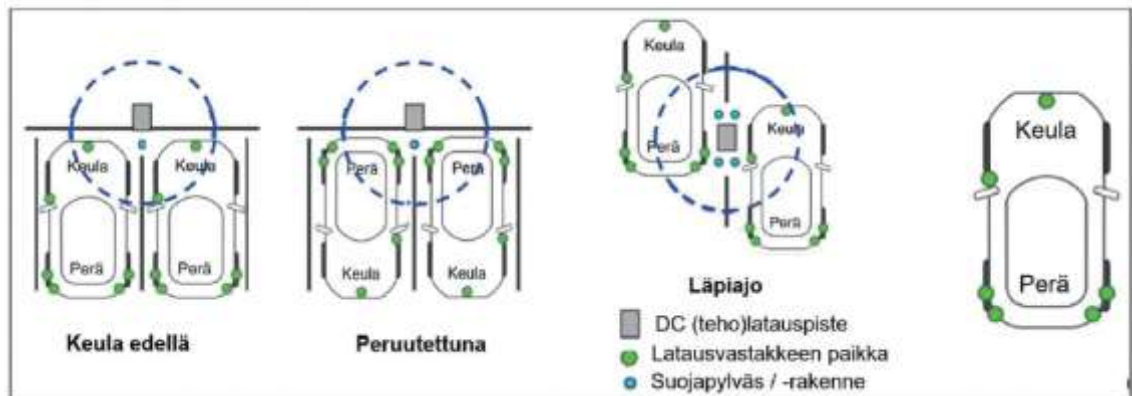 Keula
Keula
Perä
Perä
Keula edellä
Perä
Perä
Keula
Keula
Peruutettuna
Keula
Perä
Keula
Perä
Läpiajo
DC (teho)latauspiste
Latausvastakkeen paikka
Suojapylväs / -rakenne
Keula
Perä